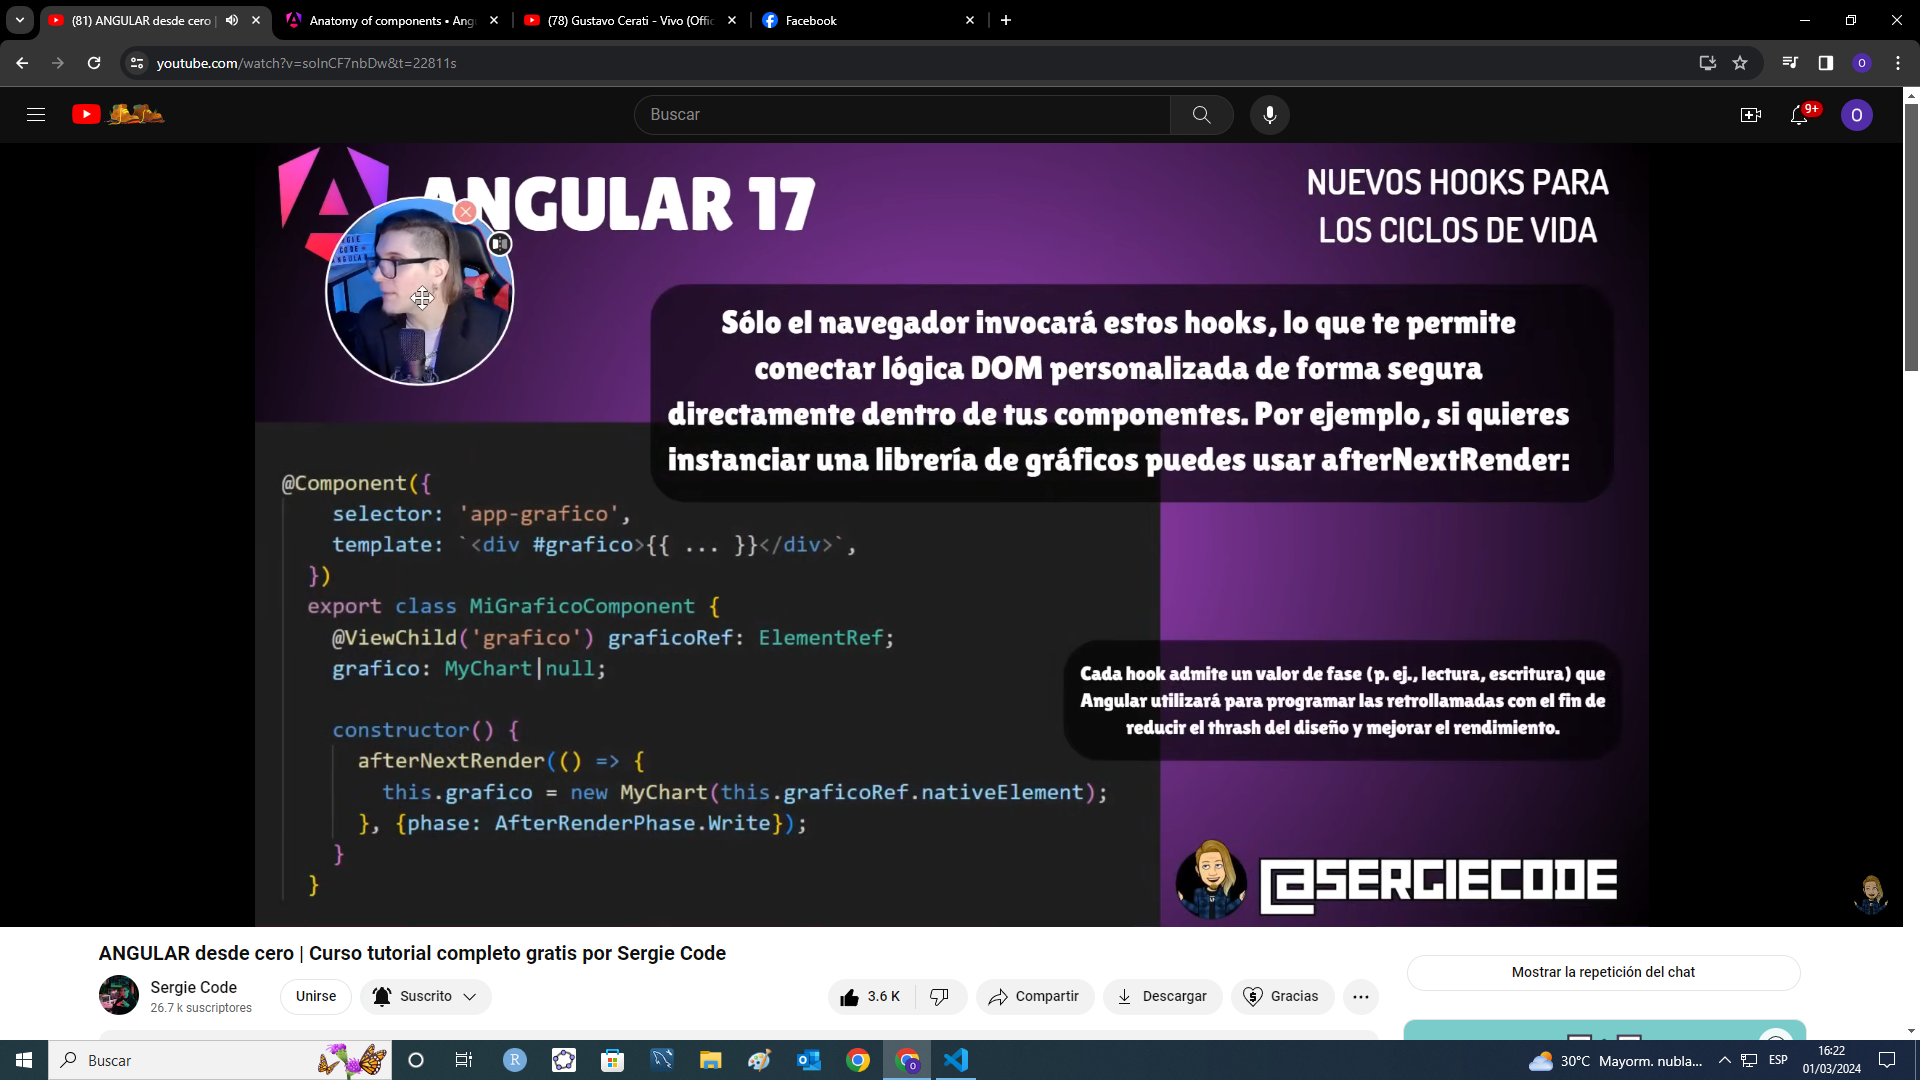 (81) ANGULAR desde cero |
Anatomy of components • Ang
(78) Gustavo Cerati - Vivo (Ofic
Facebook
youtube.com/watch?v=solnCF7nbDw&t=22811s
O
Buscar
9+
O
ANGULAR 17
NUEVOS HOOKS PARA
LOS CICLOS DE VIDA
Sólo el navegador invocará estos hooks, lo que te permite
conectar lógica DOM personalizada de forma segura
directamente dentro de tus componentes. Por ejemplo, si quieres
instanciar una librería de gráficos puedes usar afterNextRender:
@Component({
selector: 'app-grafico',
template: `<div #grafico>{{ ... }}</div>`,
})
export class MiGraficoComponent {
@ViewChild('grafico') graficoRef: ElementRef;
grafico: MyChart|null;
constructor() {
afterNextRender(() => {
this.grafico = new MyChart(this.graficoRef.nativeElement);
}, {phase: AfterRenderPhase.Write});
}
}
Cada hook admite un valor de fase (p. ej., lectura, escritura) que
Angular utilizará para programar las retrollamadas con el fin de
reducir el thrash del diseño y mejorar el rendimiento.
@SERGIECODE
ANGULAR desde cero | Curso tutorial completo gratis por Sergie Code
Sergie Code
26.7 k suscriptores
Unirse
Suscrito
3.6 K
Compartir
Descargar
Gracias
Mostrar la repetición del chat
Buscar
30°C Mayorm. nubla...
ESP
16:22
01/03/2024